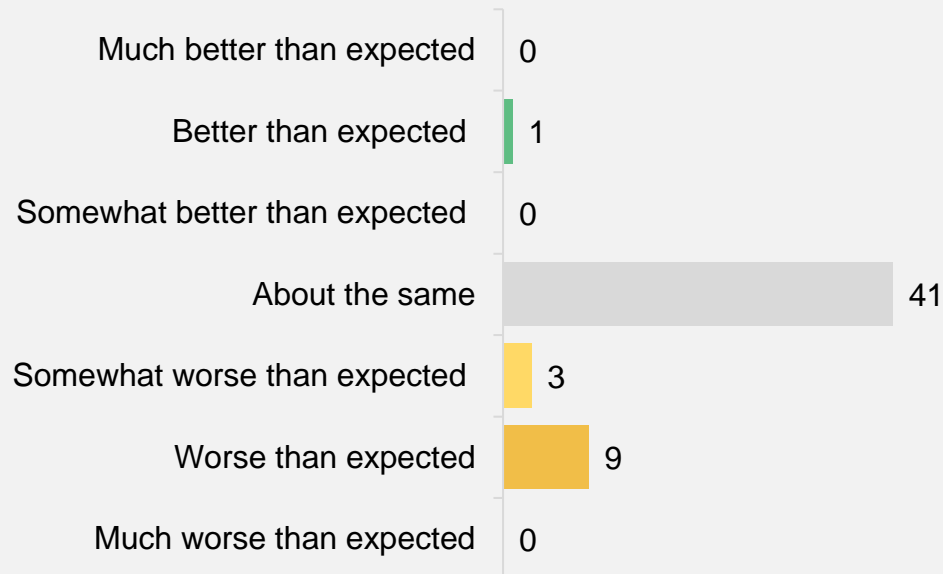 Much better than expected 0
Better than expected 1
Somewhat better than expected 0
About the same 41
Somewhat worse than expected 3
Worse than expected 9
Much worse than expected 0